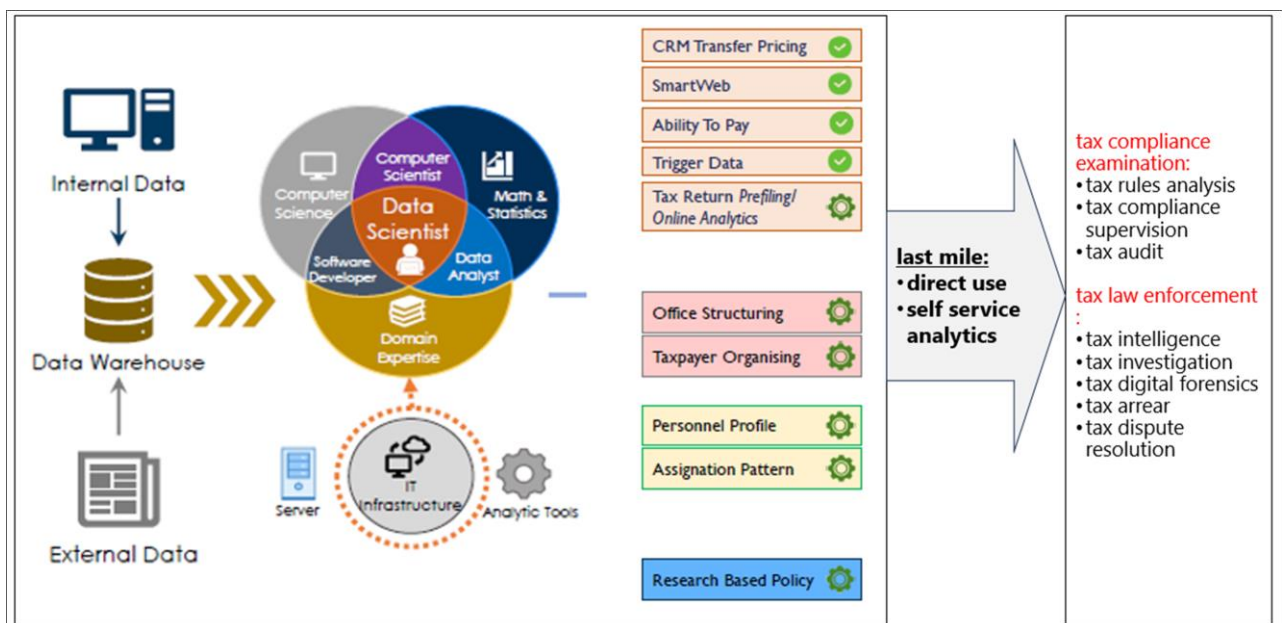 Internal Data
Data Warehouse
External Data
Computer
Science
Computer
Scientist
Math &
Statistics
Data
Scientist
Software
Developer
Data
Analyst
Domain
Expertise
Server
IT
Infrastructure
Analytic Tools
CRM Transfer Pricing
SmartWeb
Ability To Pay
Trigger Data
Tax Return Prefiling/
Online Analytics
Office Structuring
Taxpayer Organising
Personnel Profile
Assignation Pattern
Research Based Policy
last mile:
• direct use
• self service
analytics
tax compliance
examination:
• tax rules analysis
• tax compliance
supervision
• tax audit
tax law enforcement
:
• tax intelligence
• tax investigation
• tax digital forensics
• tax arrear
• tax dispute
resolution